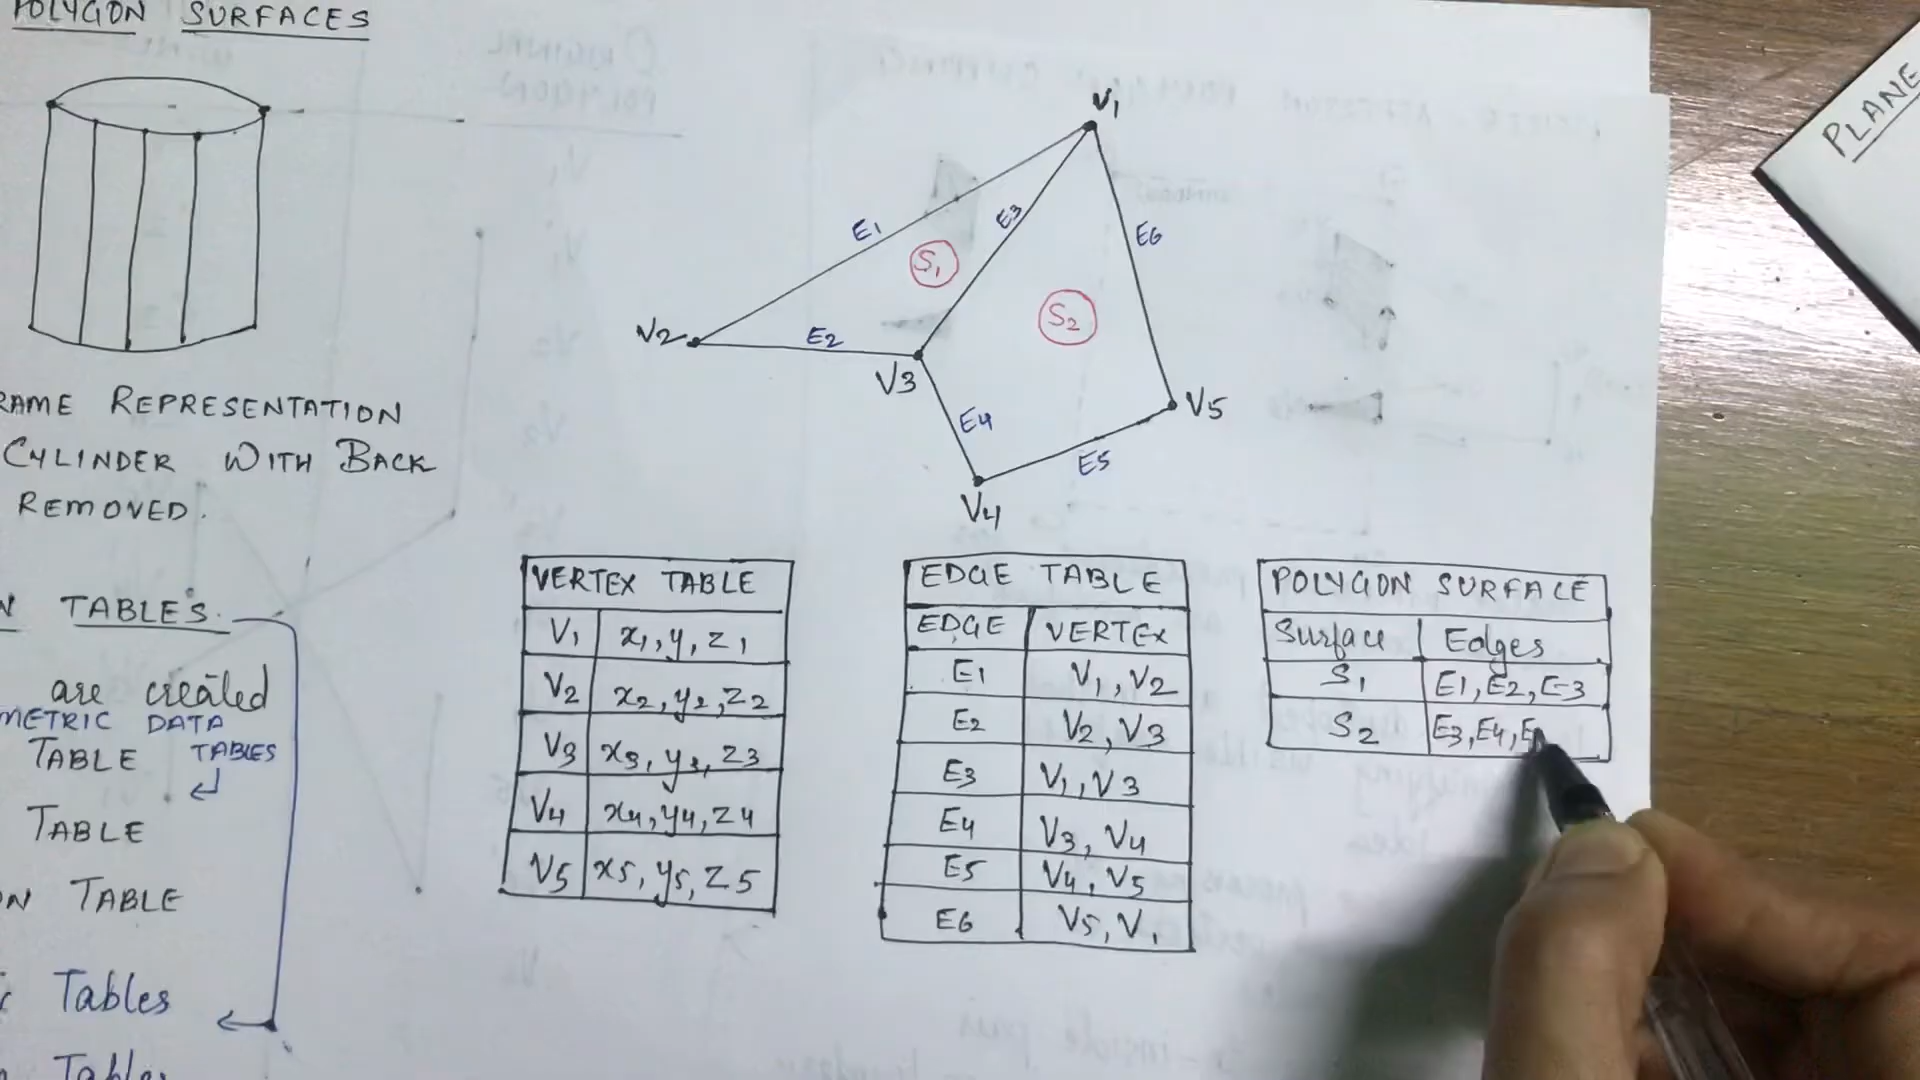 POLYGON SURFACES
RAME REPRESENTATION
CYLINDER WITH BACK
REMOVED.
TABLES.
are created
METRIC DATA
TABLE TABLES
TABLE
ON TABLE
Tables
Tables
V1
E1
E3
E6
S1
S2
V2
E2
V3
V5
E4
E5
V4
VERTEX TABLE
V1 x1, y, z1
V2 x2, y2, z2
V3 x3, y3, z3
V4 x4, y4, z4
V5 x5, y5, z5
EDGE TABLE
EDGE VERTEX
E1 V1, V2
E2 V2, V3
E3 V1, V3
E4 V3, V4
E5 V4, V5
E6 V5, V1
POLYGON SURFACE
Surface Edges
S1 E1, E2, E3
S2 E3, E4, E
PLANE